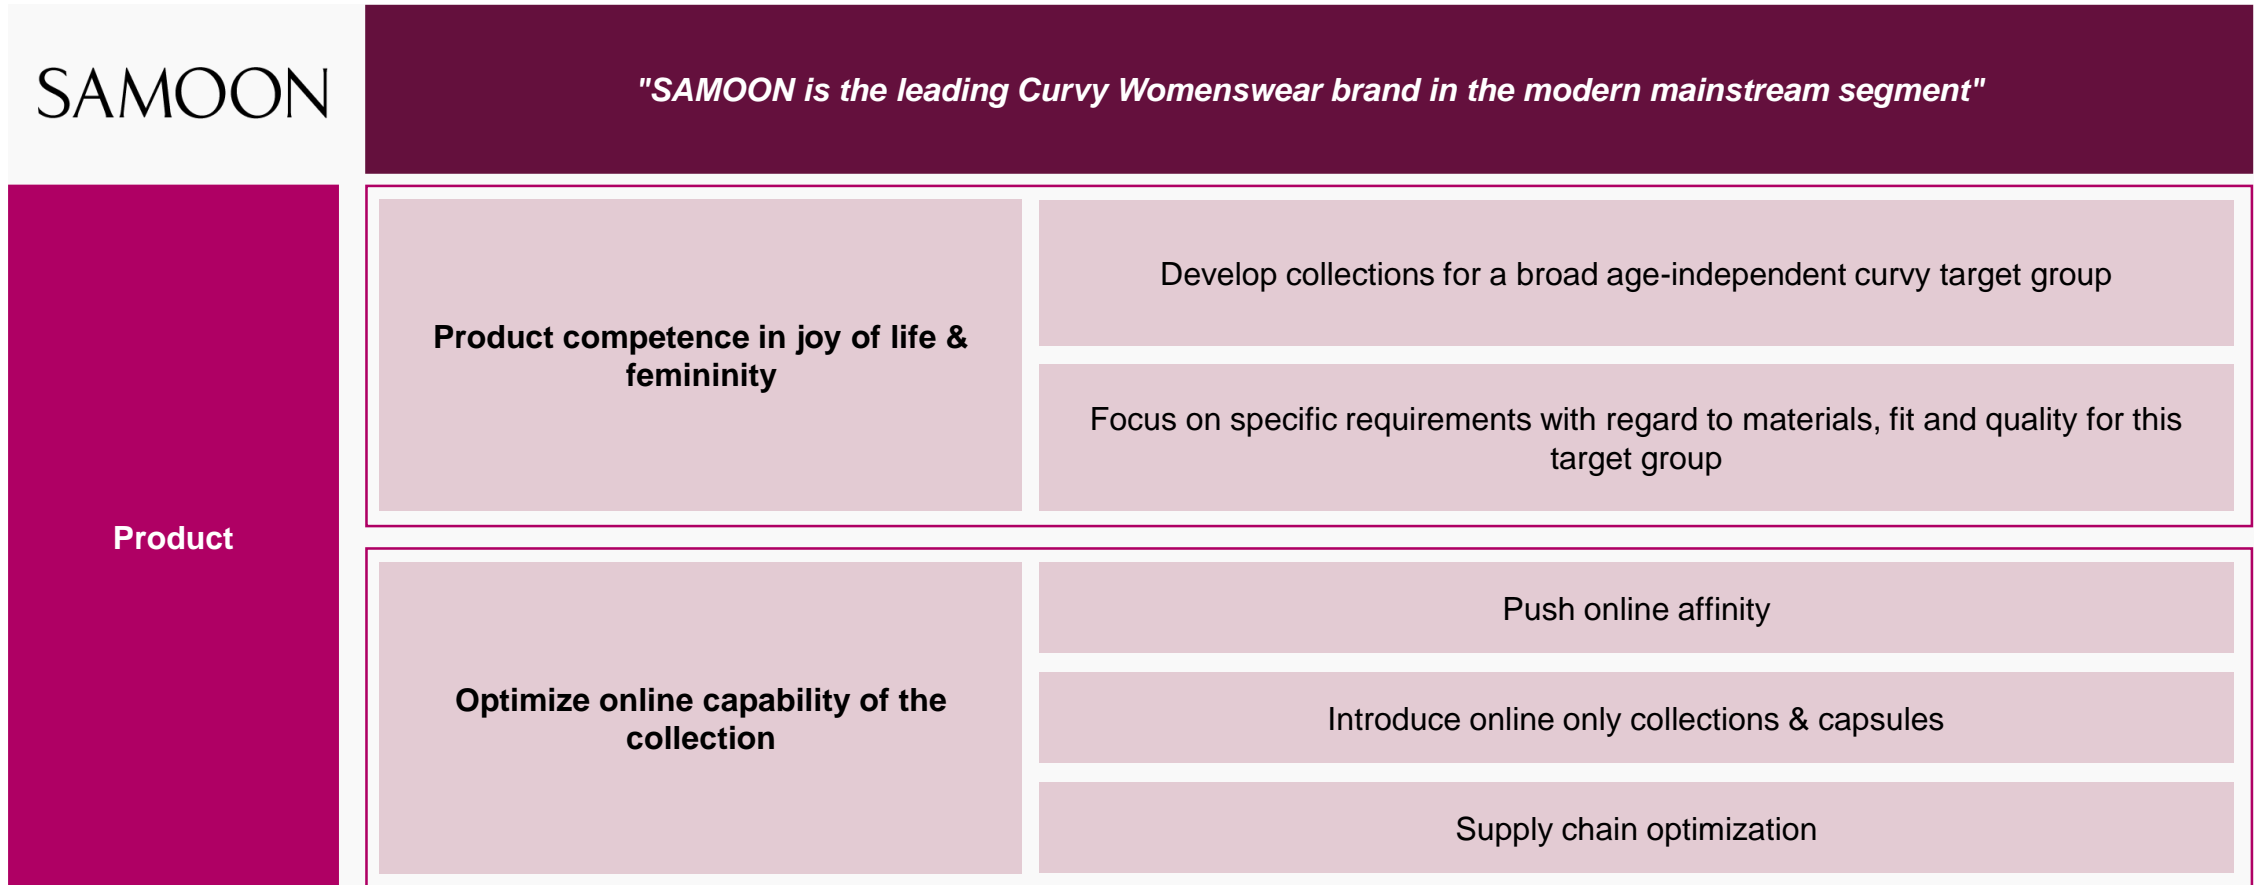 SAMOON
"SAMOON is the leading Curvy Womenswear brand in the modern mainstream segment"
Product
Product competence in joy of life &
femininity
Develop collections for a broad age-independent curvy target group
Focus on specific requirements with regard to materials, fit and quality for this
target group
Optimize online capability of the
collection
Push online affinity
Introduce online only collections & capsules
Supply chain optimization